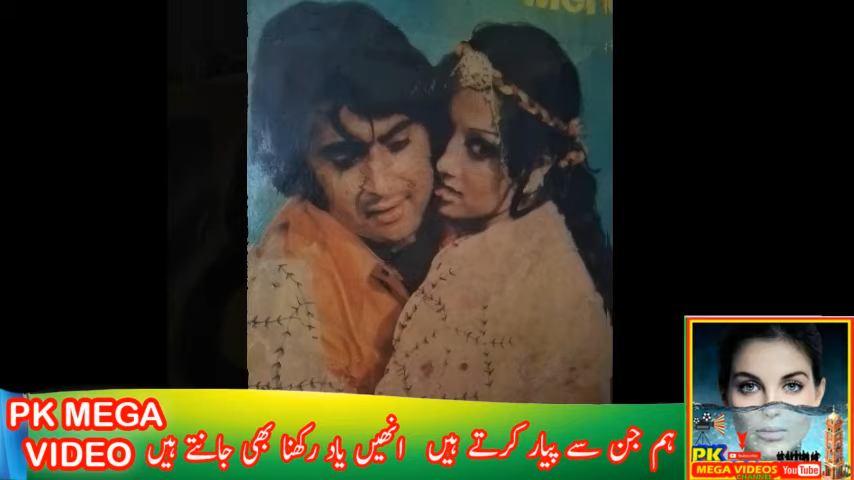 PK MEGA
VIDEO
ہم جن سے پیار کرتے ہیں انھیں یاد رکھنا بھی جانتے ہیں
PK
MEGA VIDEOS
YouTube
CHANNEL